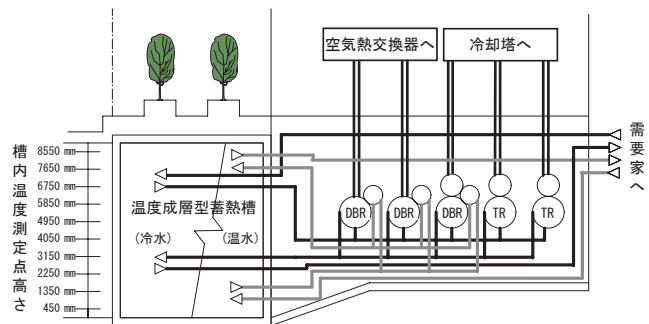 空気熱交換器へ
冷却塔へ
需要家へ
槽内温度測定点高さ
8550 mm
7650 mm
6750 mm
5850 mm
4950 mm
4050 mm
3150 mm
2250 mm
1350 mm
450 mm
温度成層型蓄熱槽
(冷水)
(温水)
DBR
DBR
DBR
TR
TR